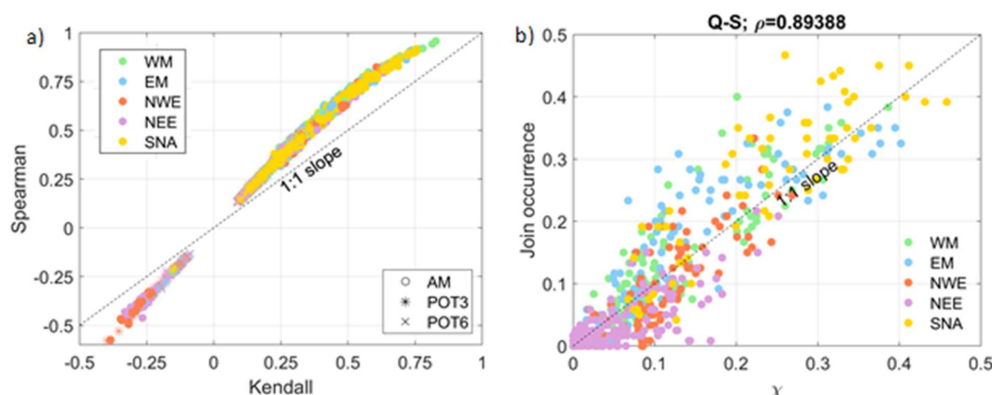 a)
1
0.75
0.5
0.25
0
-0.25
-0.5
Spearman
WM
EM
NWE
NEE
SNA
1:1 slope
AM
POT3
POT6
-0.5 -0.25 0 0.25 0.5 0.75 1
Kendall
b)
Q-S; ρ=0.89388
0.5
0.4
0.3
0.2
0.1
0
Join occurrence
1:1 slope
WM
EM
NWE
NEE
SNA
0 0.1 0.2 0.3 0.4 0.5
χ